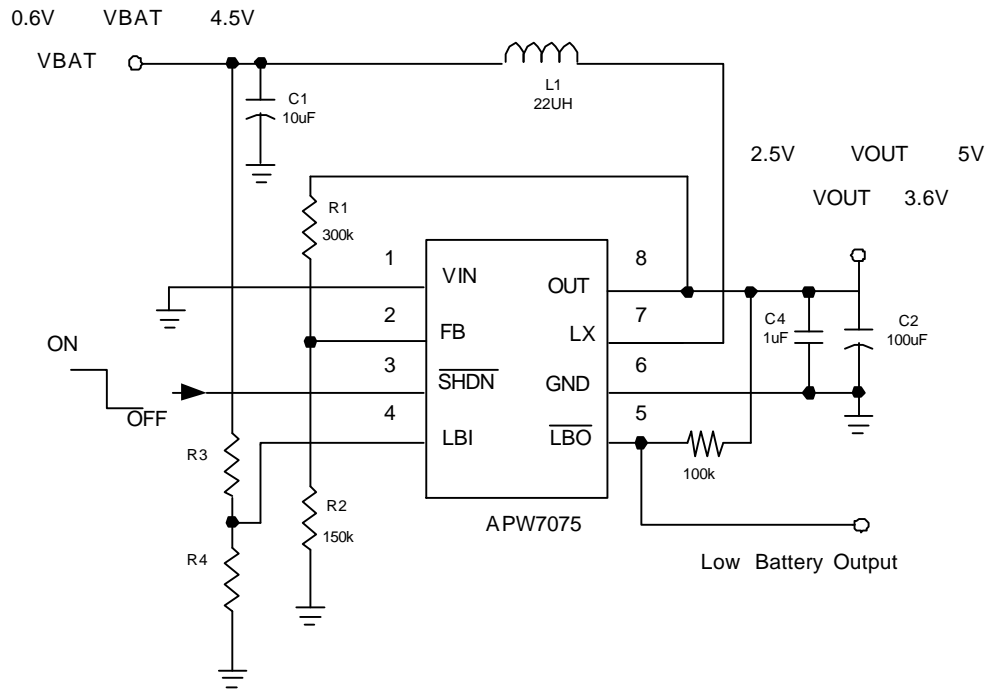 0.6V VBAT 4.5V
VBAT
L1
22UH
C1
10uF
2.5V VOUT 5V
VOUT 3.6V
R1
300k
1
VIN
8
OUT
2
FB
7
LX
C4
1uF
C2
100uF
ON
OFF
3
SHDN
6
GND
4
LBI
5
LBO
R3
100k
R2
150k
APW7075
R4
Low Battery Output